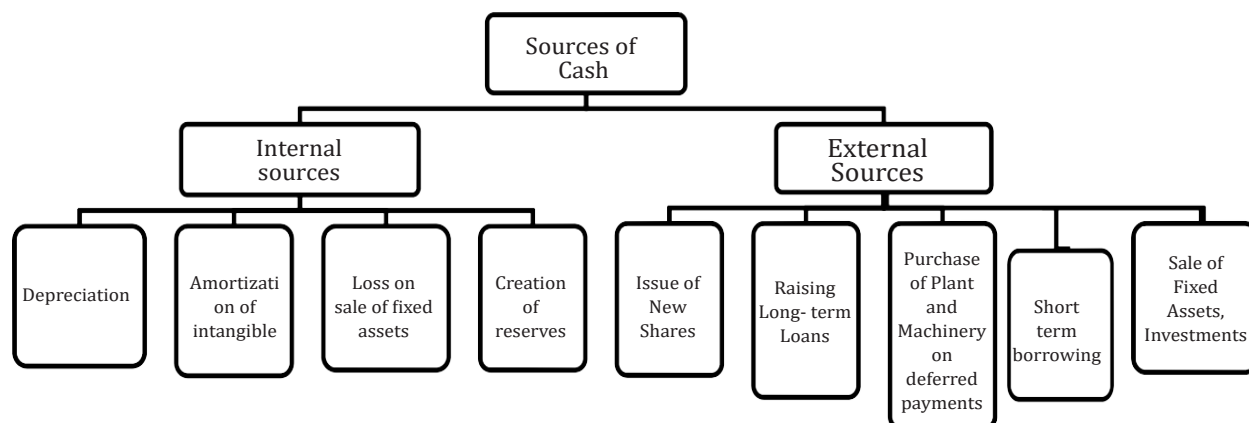 Sources of
Cash
Internal
sources
External
Sources
Depreciation
Amortizati
on of
intangible
Loss on
sale of fixed
assets
Creation
of
reserves
Issue of
New
Shares
Raising
Long- term
Loans
Purchase
of Plant
and
Machinery
on
deferred
payments
Short
term
borrowing
Sale of
Fixed
Assets,
Investments